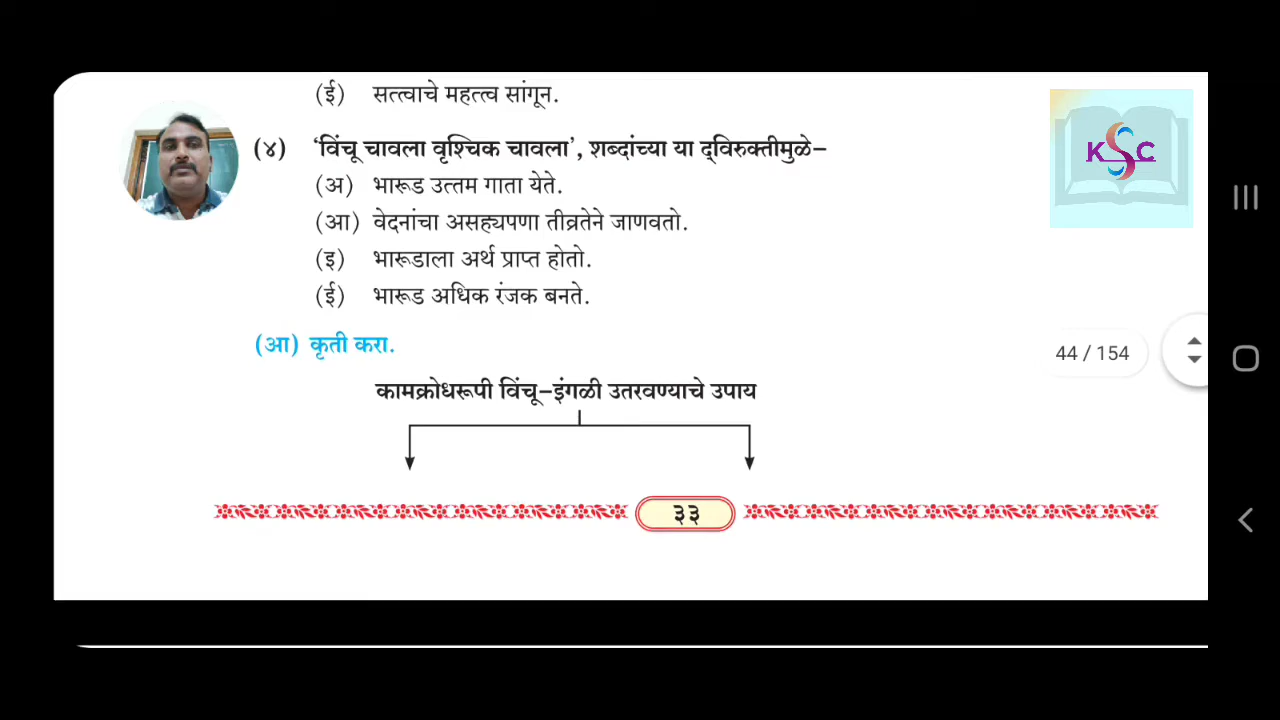 (ई) सत्त्वाचे महत्त्व सांगून.
(४) ‘विंचू चावला वृश्चिक चावला’, शब्दांच्या या द्‌विरुक्तीमुळे–
(अ) भारूड उत्तम गाता येते.
(आ) वेदनांचा असह्यपणा तीव्रतेने जाणवतो.
(इ) भारूडाला अर्थ प्राप्त होतो.
(ई) भारूड अधिक रंजक बनते.
(आ) कृती करा.
कामक्रोधरूपी विंचू–इंगळी उतरवण्याचे उपाय
३३
KSC
44 / 154